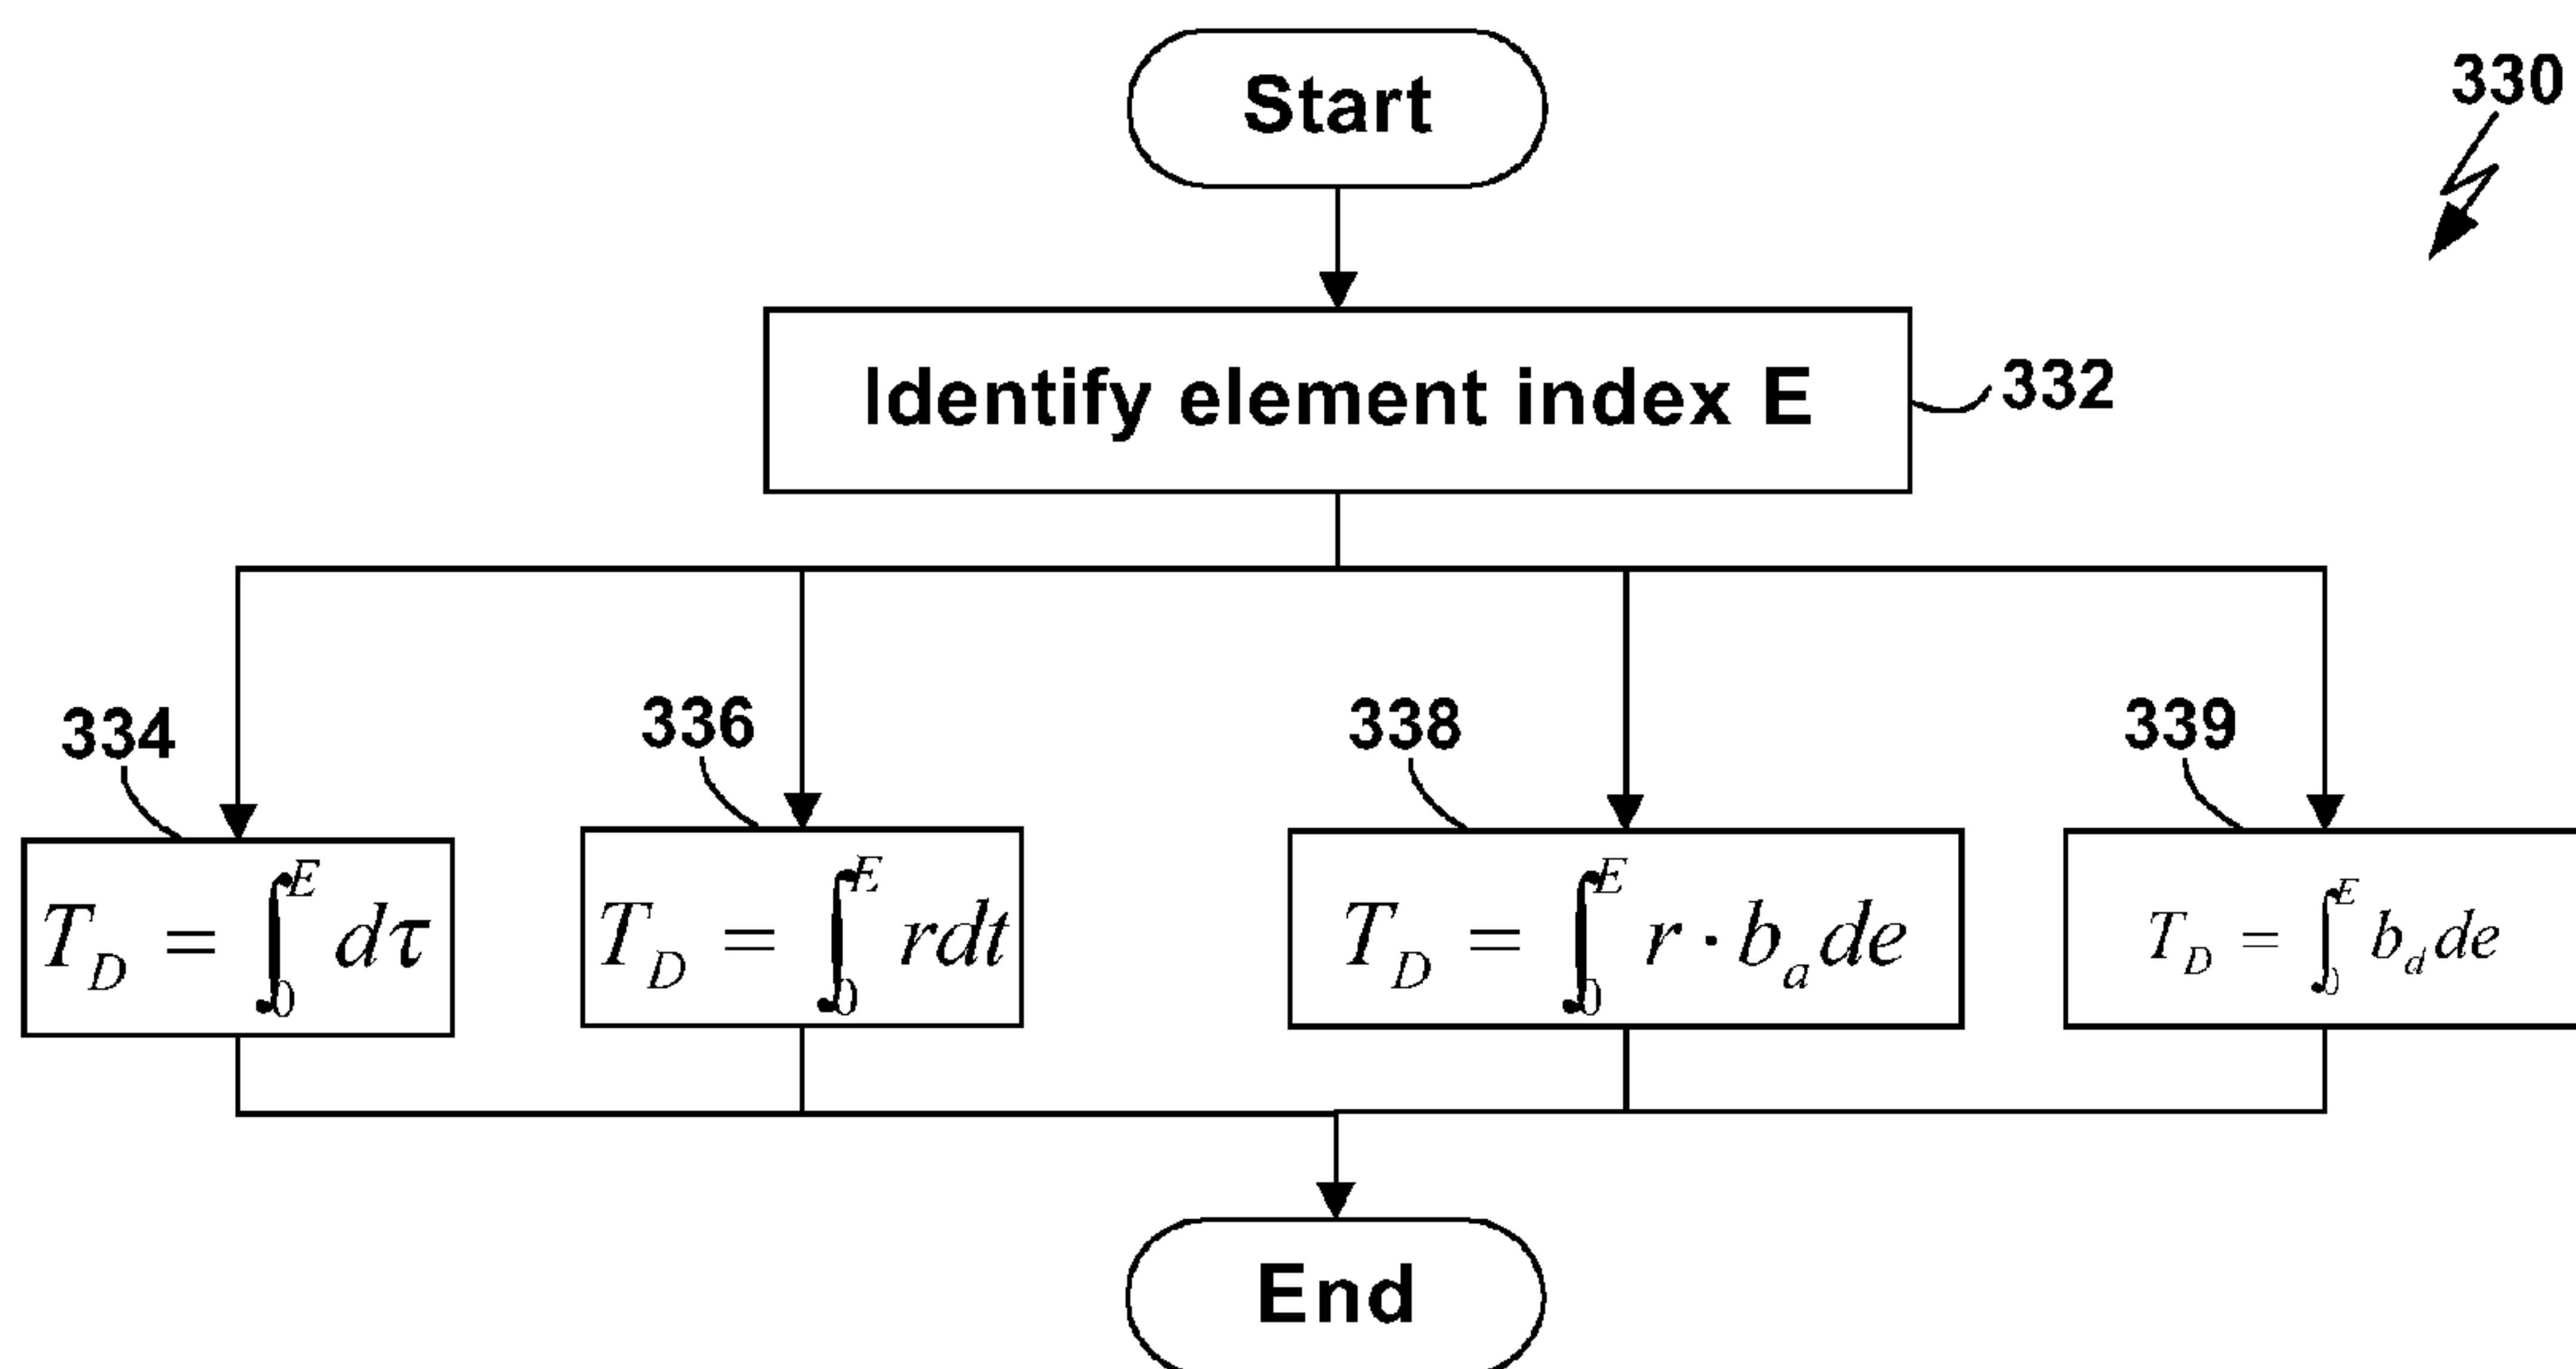 Start
330
Identify element index E
332
334
336
338
339
T_D = ∫_0^E dτ
T_D = ∫_0^E rdt
T_D = ∫_0^E r · b_a de
T_D = ∫_0^E b_d de
End